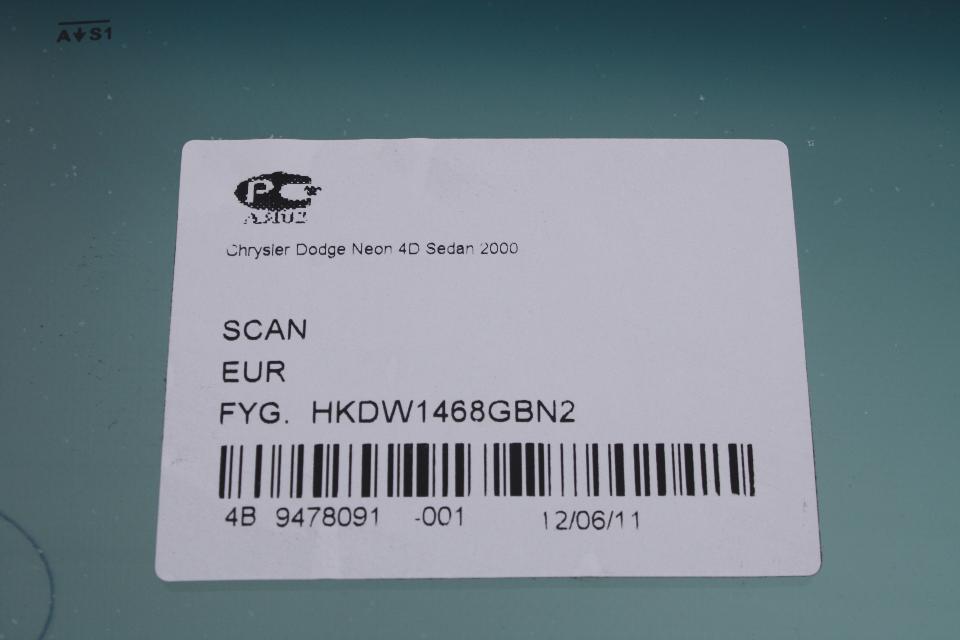 A↓S1
Chrysler Dodge Neon 4D Sedan 2000
SCAN
EUR
FYG. HKDW1468GBN2
4B 9478091 -001 12/06/11